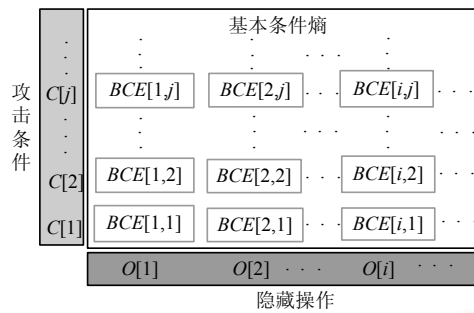 基本条件熵
攻击条件
C[j] BCE[1,j] BCE[2,j] · · · BCE[i,j] · · ·
C[2] BCE[1,2] BCE[2,2] · · · BCE[i,2] · · ·
C[1] BCE[1,1] BCE[2,1] · · · BCE[i,1] · · ·
O[1] O[2] · · · O[i] · · ·
隐藏操作